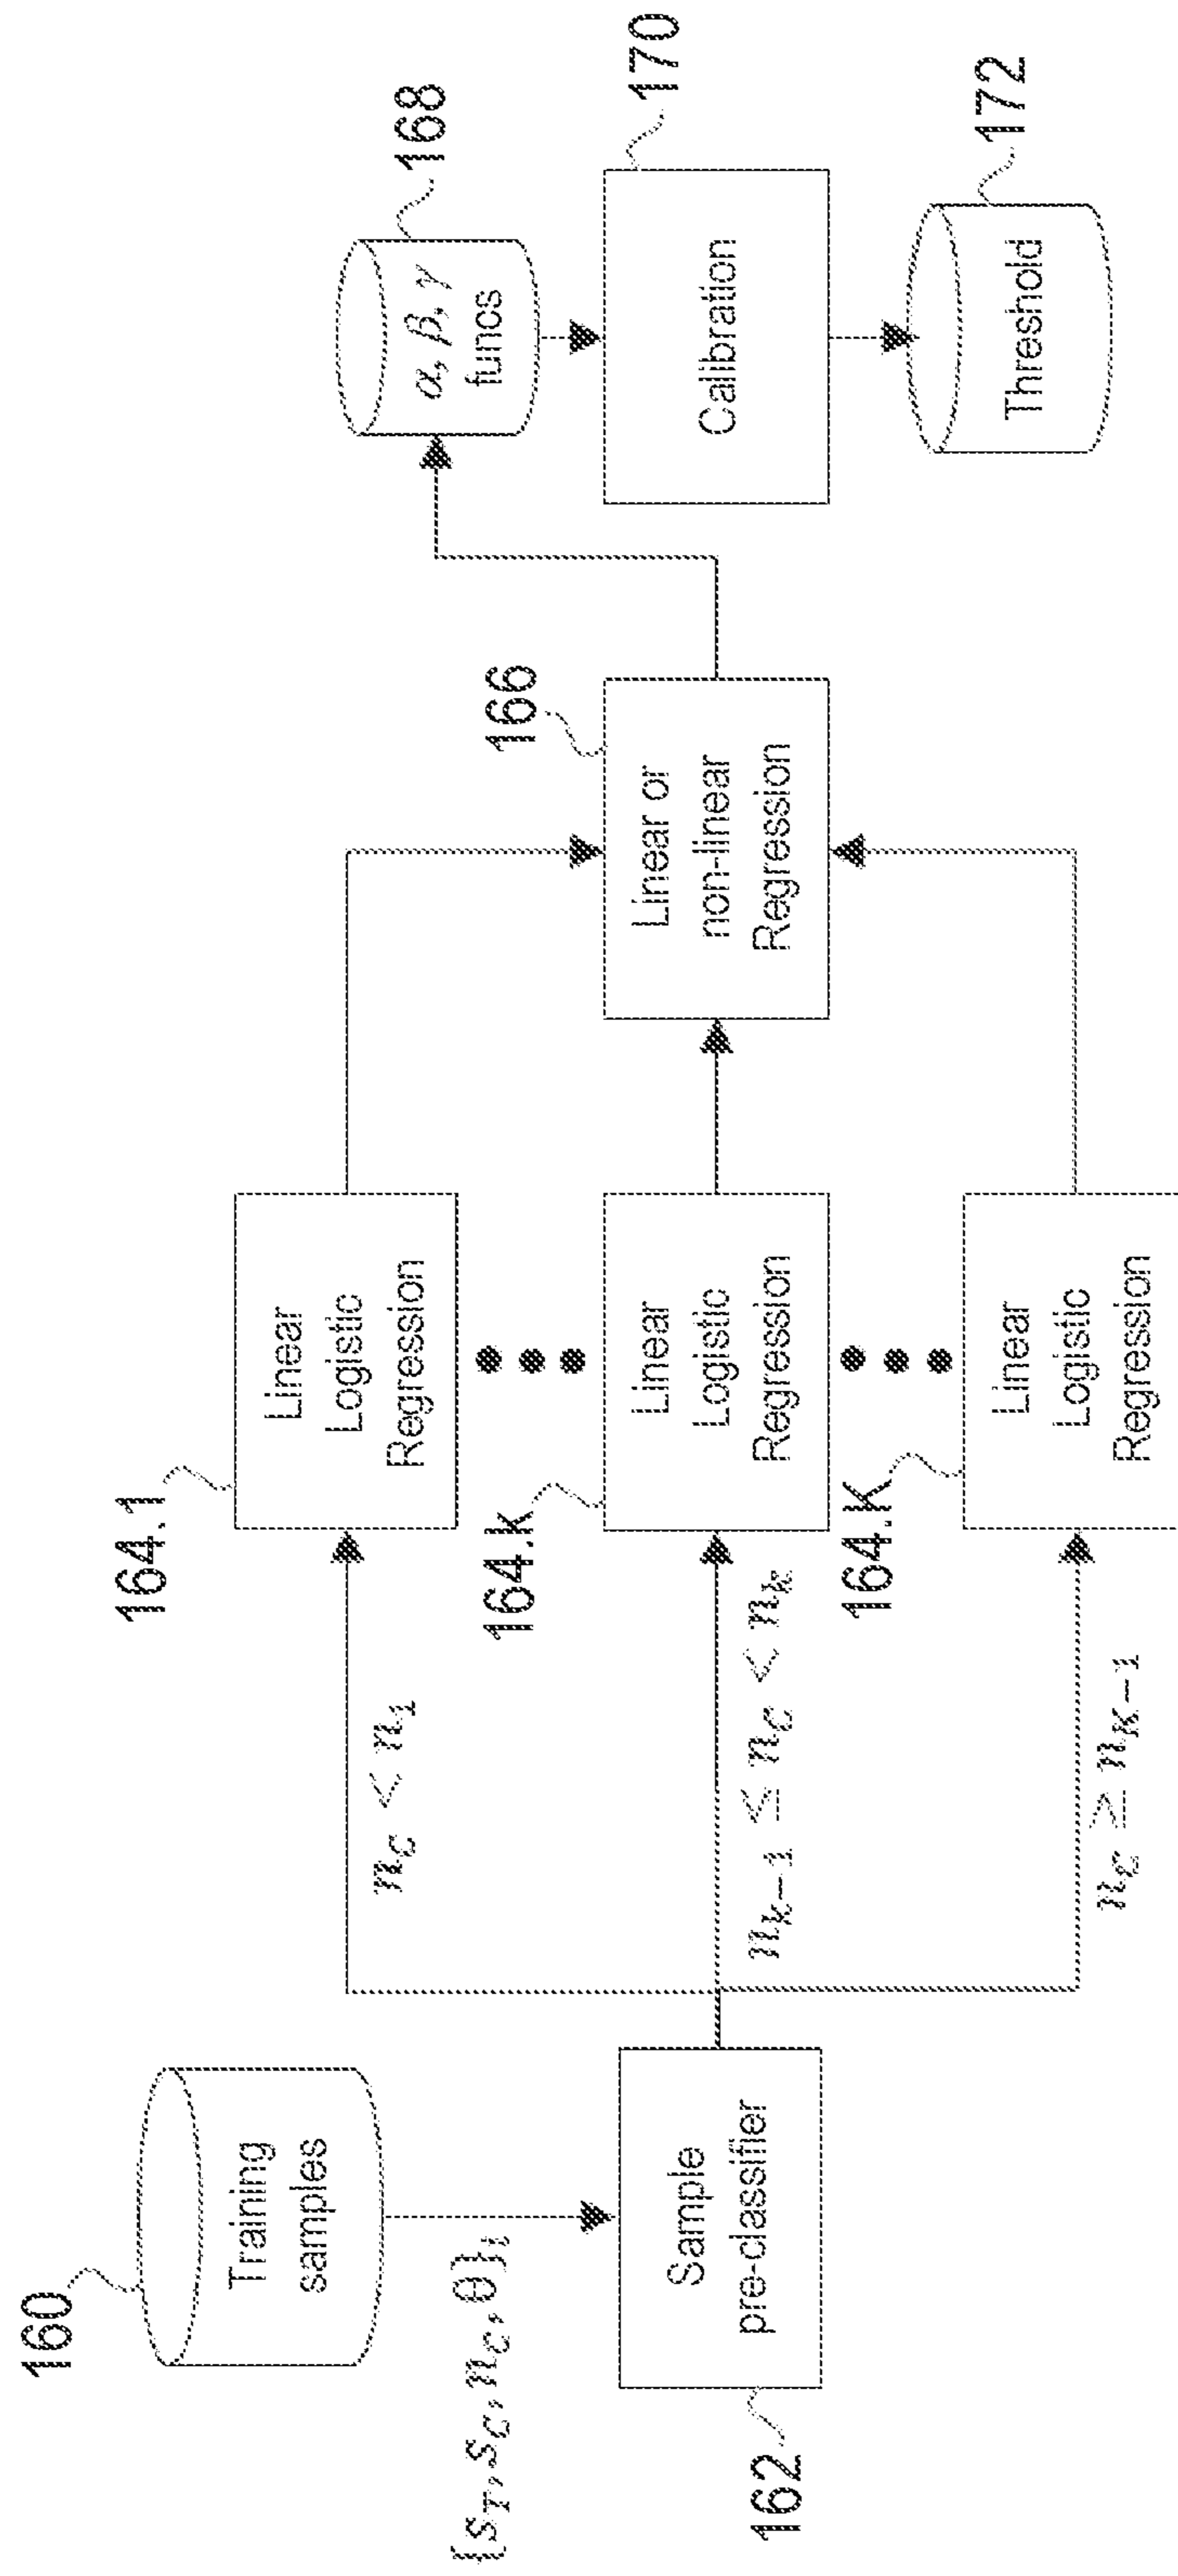 160
Training
samples
{s_T, s_C, n_C, θ}_i
162
Sample
pre-classifier
n_C < n_1
n_{k-1} ≤ n_C < n_k
n_C ≥ n_{K-1}
164.1
Linear
Logistic
Regression
164.k
Linear
Logistic
Regression
164.K
Linear
Logistic
Regression
166
Linear or
non-linear
Regression
168
α, β, γ
funcs
170
Calibration
172
Threshold